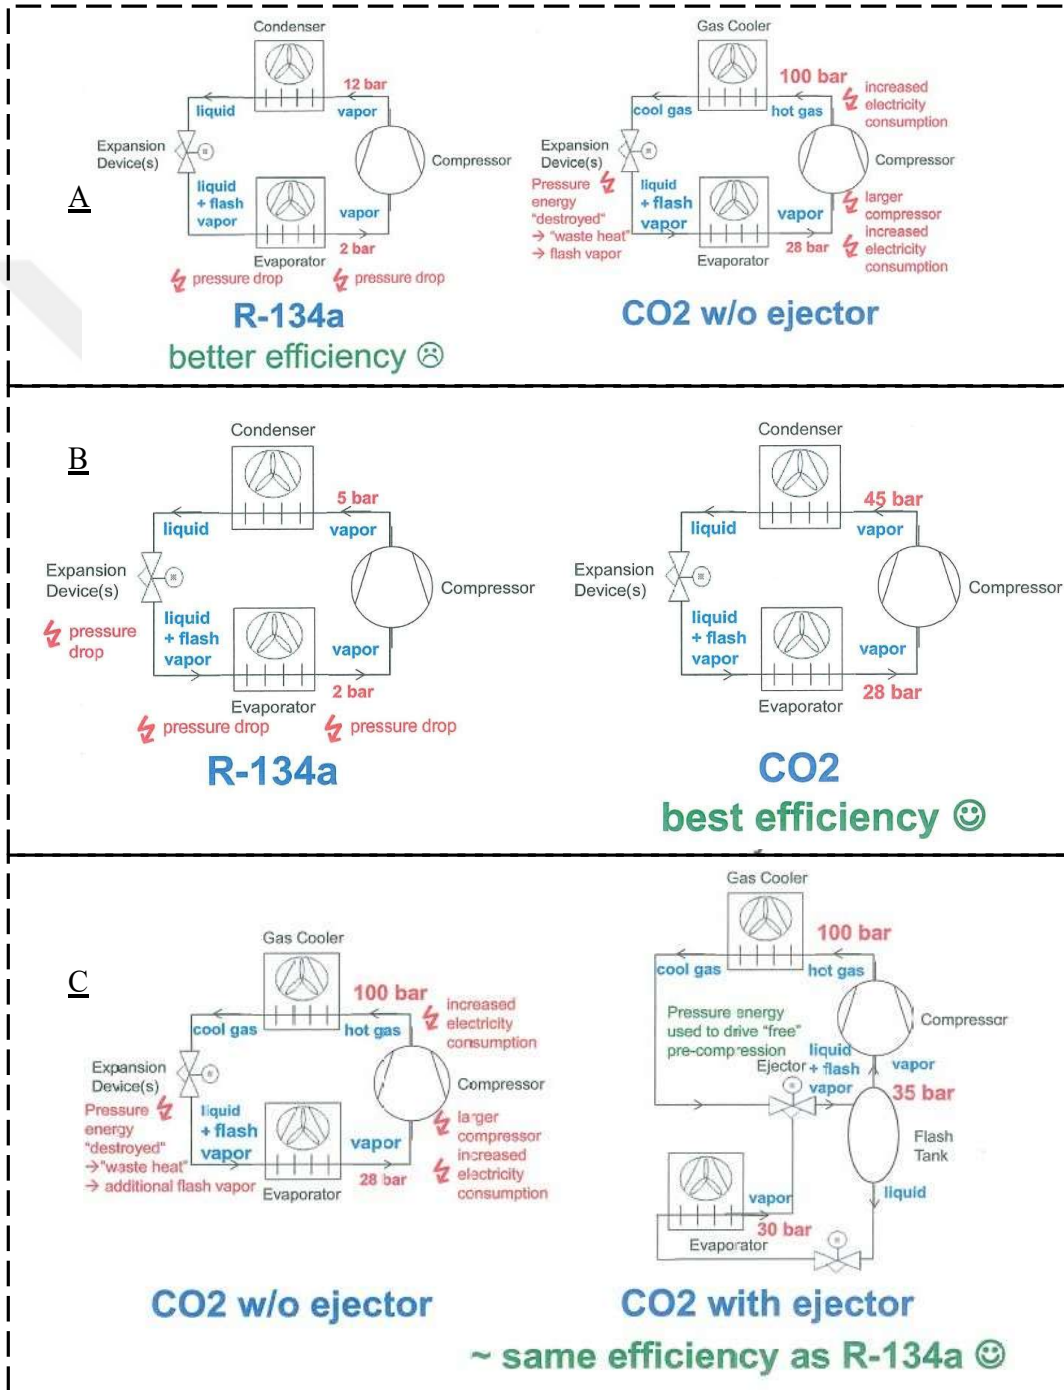 A
Condenser
12 bar
liquid
vapor
Expansion
Device(s)
Compressor
liquid
+ flash
vapor
vapor
2 bar
Evaporator
pressure drop
pressure drop
R-134a
better efficiency ☹
Gas Cooler
100 bar
increased
electricity
consumption
cool gas
hot gas
Expansion
Device(s)
Compressor
Pressure
energy
"destroyed"
→ "waste heat"
→ flash vapor
liquid
+ flash
vapor
vapor
28 bar
larger
compressor
increased
electricity
consumption
Evaporator
CO2 w/o ejector
B
Condenser
5 bar
liquid
vapor
Expansion
Device(s)
Compressor
pressure
drop
liquid
+ flash
vapor
vapor
2 bar
Evaporator
pressure drop
pressure drop
R-134a
Condenser
45 bar
liquid
vapor
Expansion
Device(s)
Compressor
liquid
+ flash
vapor
vapor
28 bar
Evaporator
CO2
best efficiency ☺
C
Gas Cooler
100 bar
increased
electricity
consumption
cool gas
hot gas
Expansion
Device(s)
Compressor
Pressure
energy
"destroyed"
→"waste heat"
→ additional flash vapor
liquid
+ flash
vapor
vapor
28 bar
larger
compressor
increased
electricity
consumption
Evaporator
CO2 w/o ejector
Gas Cooler
100 bar
cool gas
hot gas
Pressure energy
used to drive "free"
pre-compression
Compressor
Ejector
liquid
+ flash
vapor
vapor
35 bar
Flash
Tank
liquid
vapor
30 bar
Evaporator
CO2 with ejector
~ same efficiency as R-134a ☺